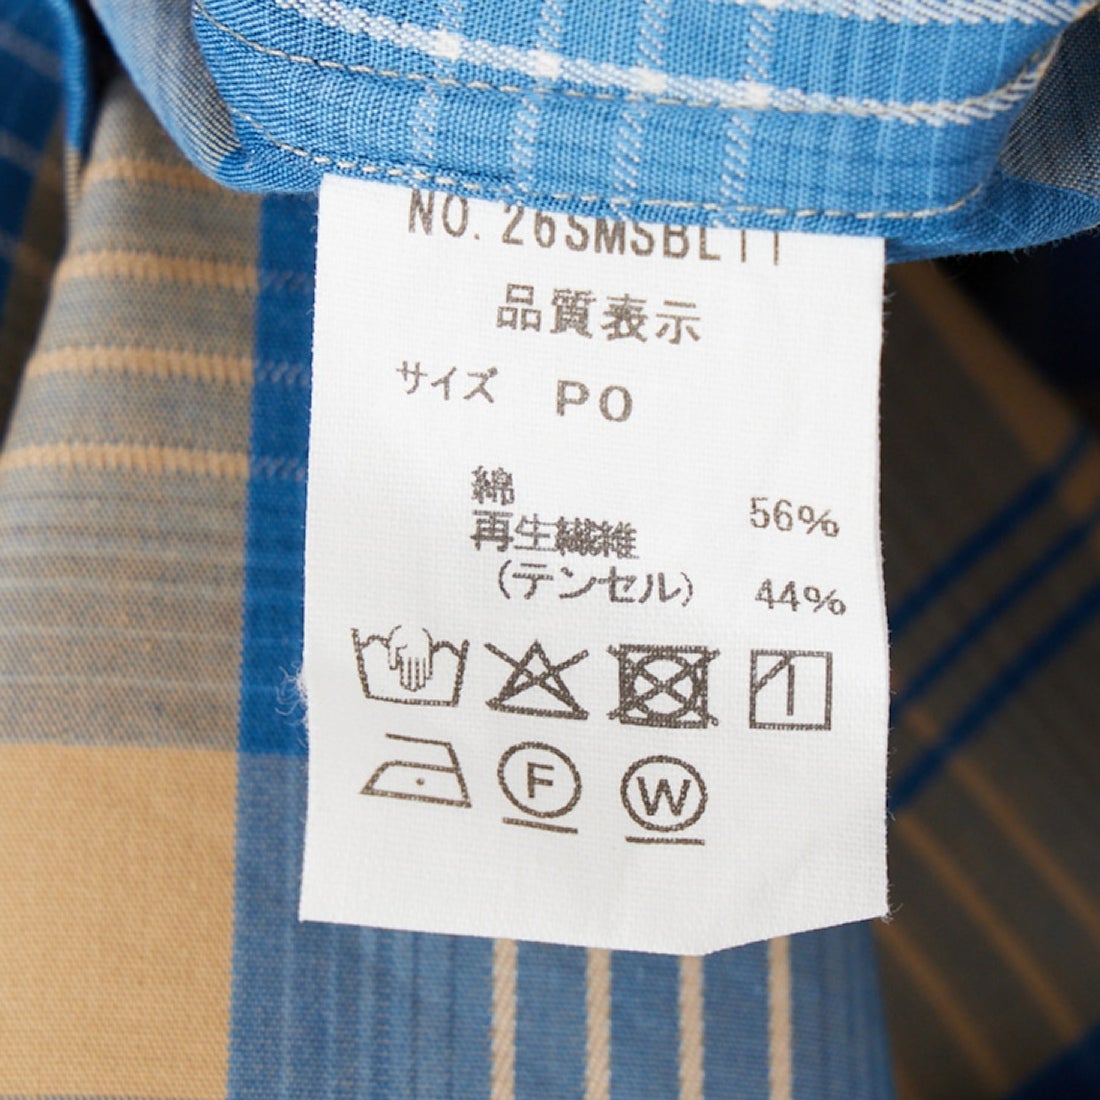 NO. 26SMSBL11
品質表示
サイズ PO
綿 56%
再生繊維
(テンセル) 44%
F W